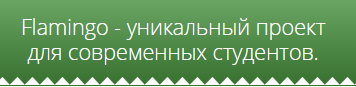 Flamingo - уникальный проект
для современных студентов.